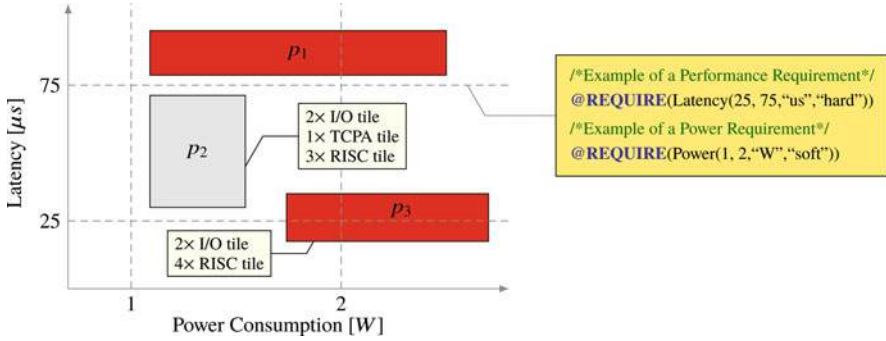 p₁
75
Latency [μs]
2× I/O tile
1× TCPA tile
3× RISC tile
p₂
25
p₃
2× I/O tile
4× RISC tile
1
2
Power Consumption [W]
/*Example of a Performance Requirement*/
@REQUIRE(Latency(25, 75,“us”,“hard”))
/*Example of a Power Requirement*/
@REQUIRE(Power(1, 2,“W”,“soft”))